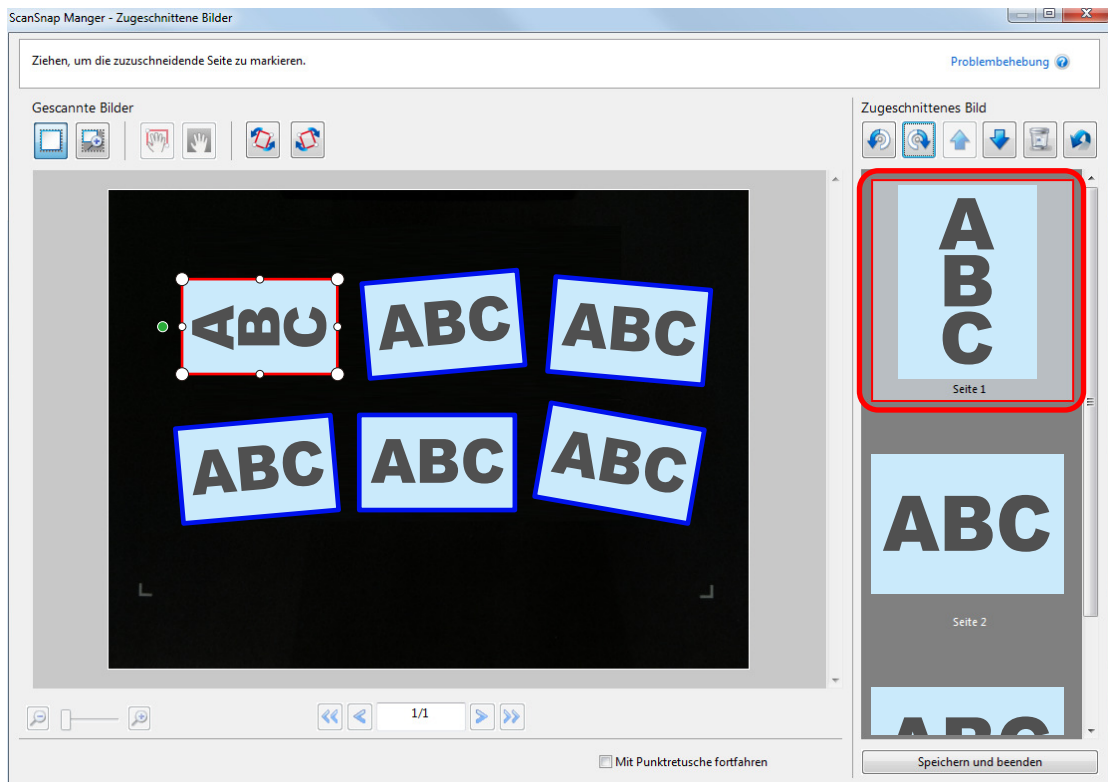 ScanSnap Manger - Zugeschnittene Bilder
Ziehen, um die zuzuschneidende Seite zu markieren.
Problembehebung
Gescannte Bilder
Zugeschnittenes Bild
ABC
ABC
ABC
ABC
ABC
ABC
1/1
Mit Punktretusche fortfahren
A
B
C
Seite 1
ABC
Seite 2
ABC
Speichern und beenden